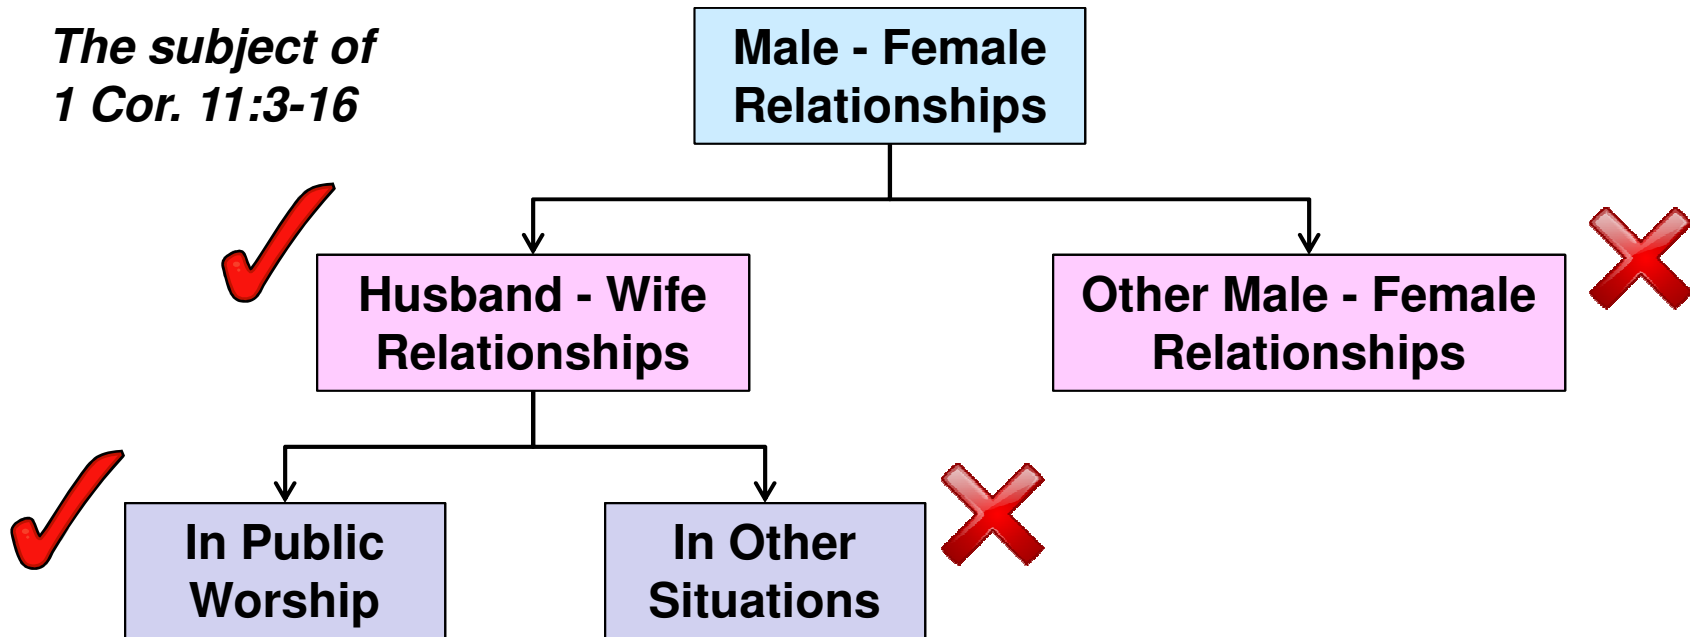 The subject of
1 Cor. 11:3-16
Male - Female
Relationships
Husband - Wife
Relationships
Other Male - Female
Relationships
In Public
Worship
In Other
Situations